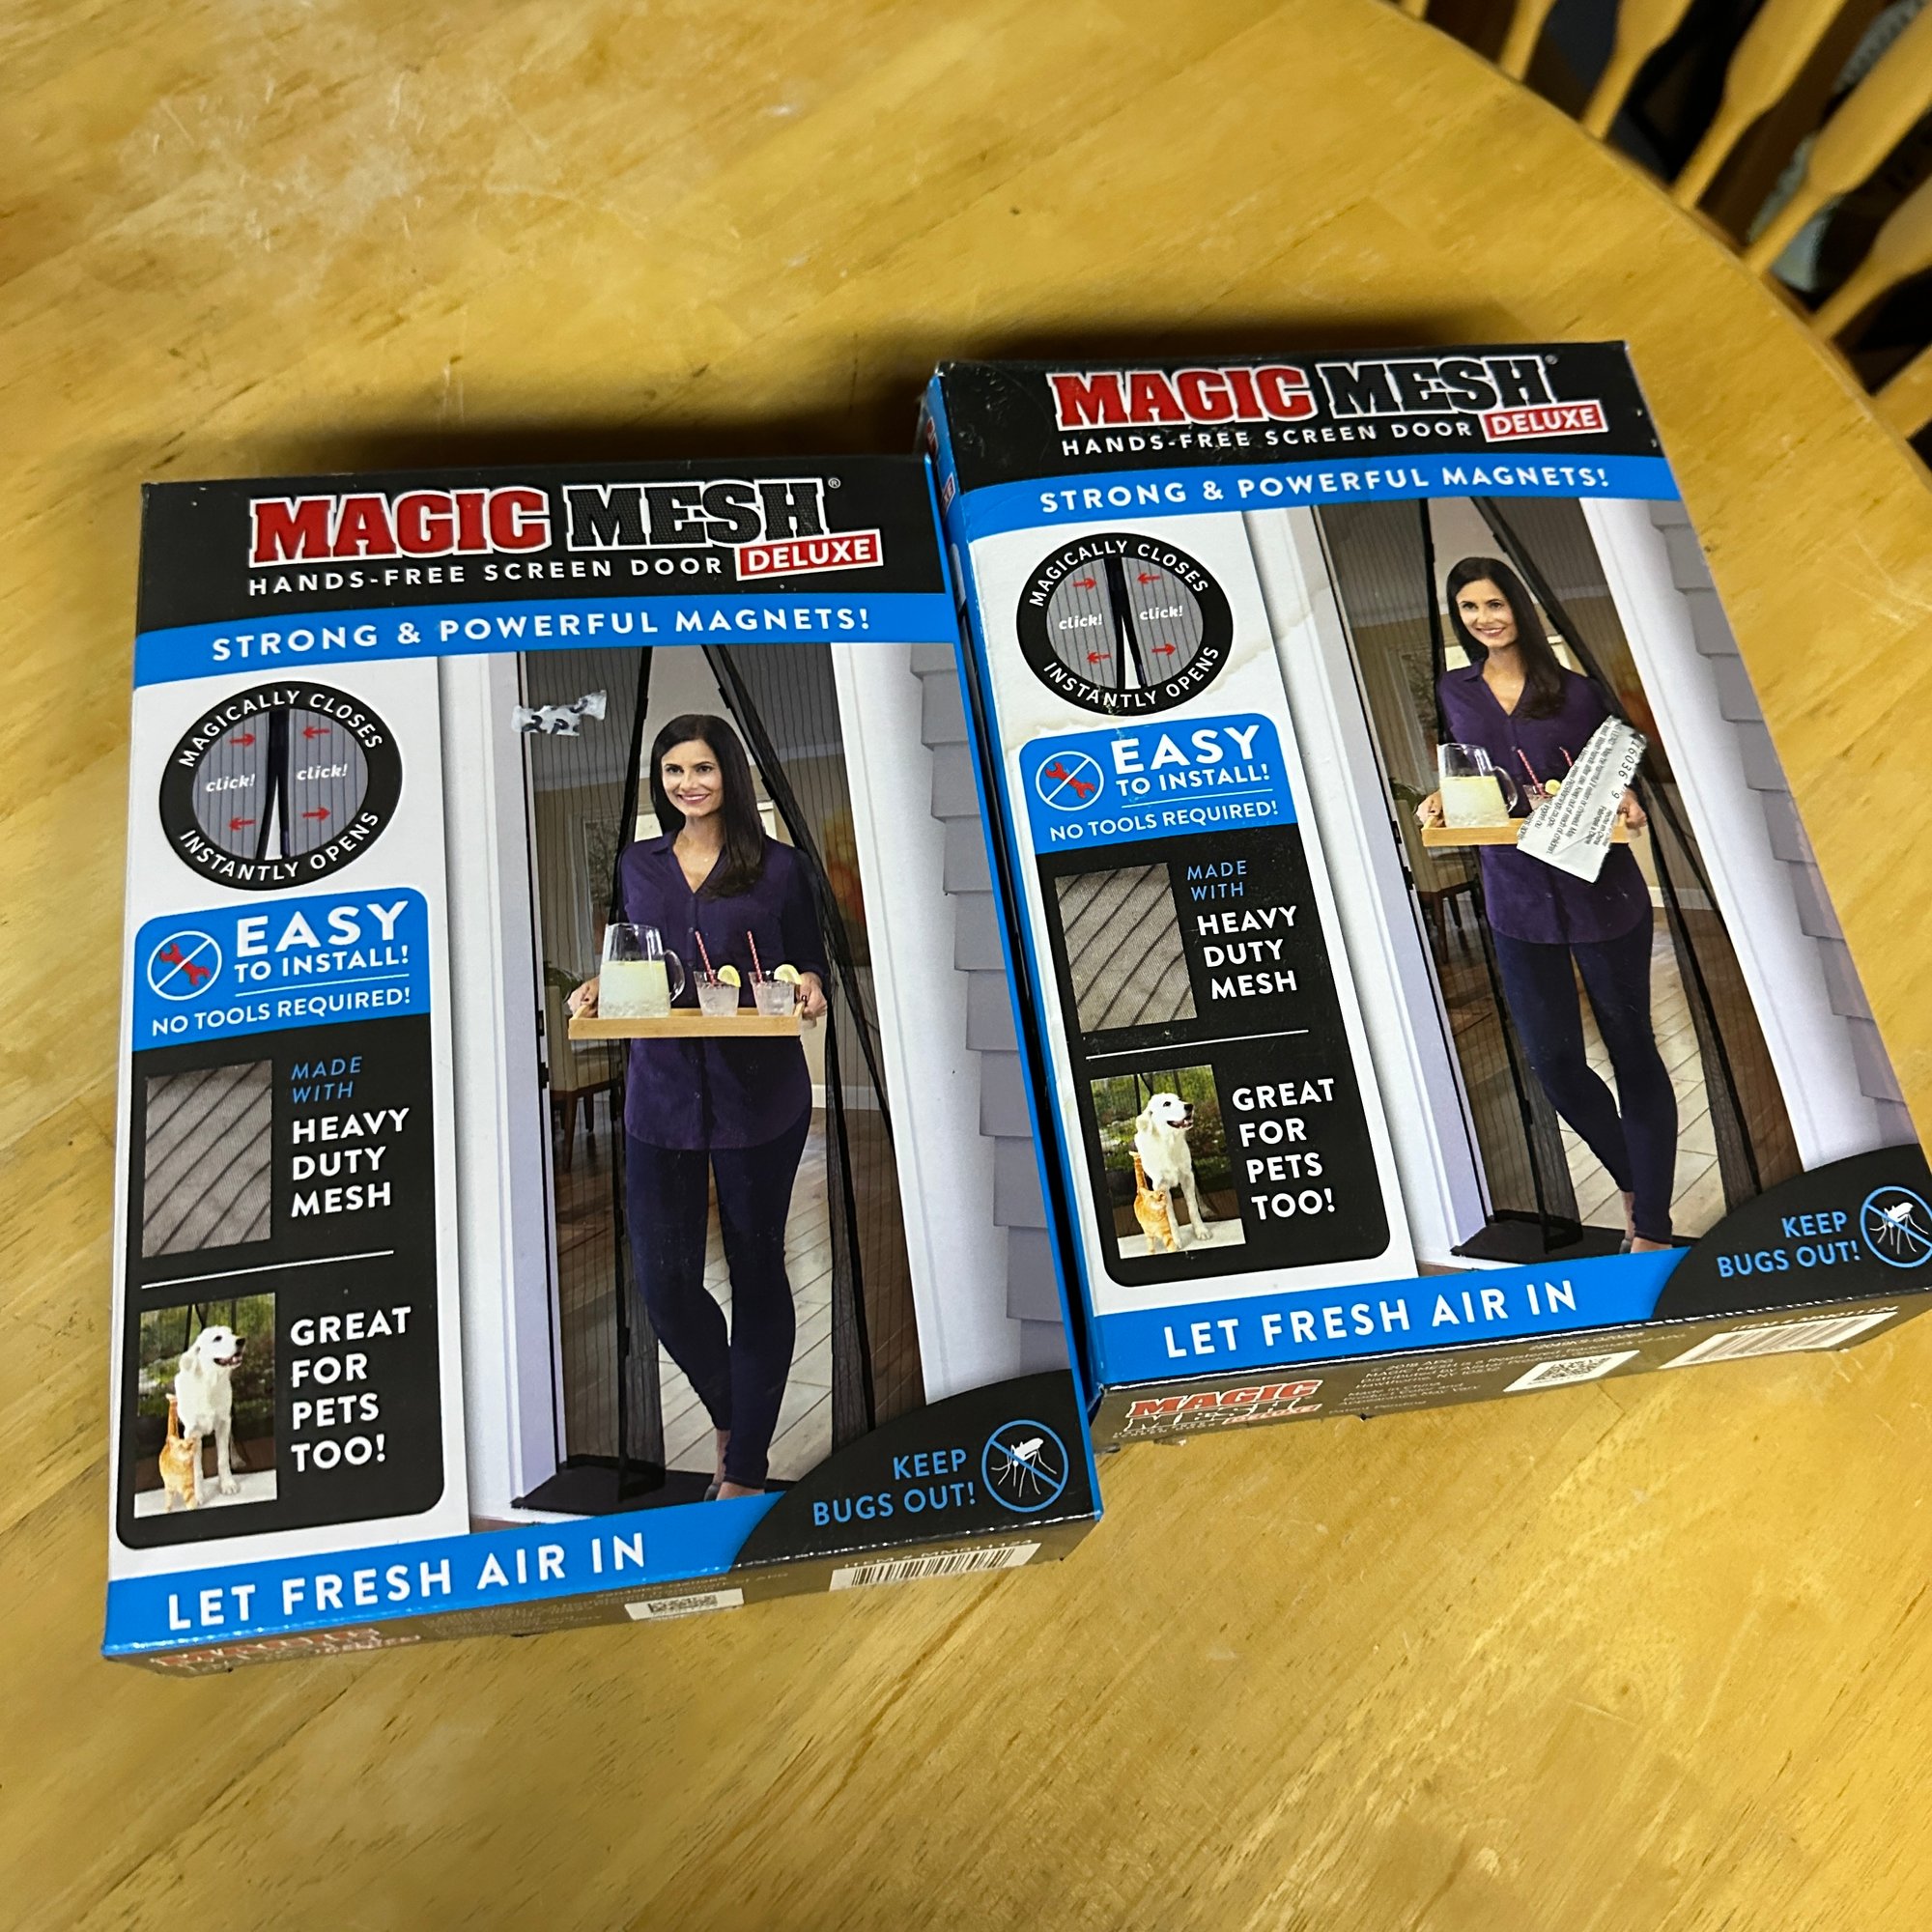 MAGIC MESH®
HANDS-FREE SCREEN DOOR DELUXE
STRONG & POWERFUL MAGNETS!
MAGICALLY CLOSES
click! click!
INSTANTLY OPENS
EASY
TO INSTALL!
NO TOOLS REQUIRED!
MADE
WITH
HEAVY
DUTY
MESH
GREAT
FOR
PETS
TOO!
KEEP
BUGS OUT!
LET FRESH AIR IN
MAGIC MESH®
HANDS-FREE SCREEN DOOR DELUXE
STRONG & POWERFUL MAGNETS!
MAGICALLY CLOSES
click! click!
INSTANTLY OPENS
EASY
TO INSTALL!
NO TOOLS REQUIRED!
MADE
WITH
HEAVY
DUTY
MESH
GREAT
FOR
PETS
TOO!
KEEP
BUGS OUT!
LET FRESH AIR IN
MAGIC
MESH
DELUXE